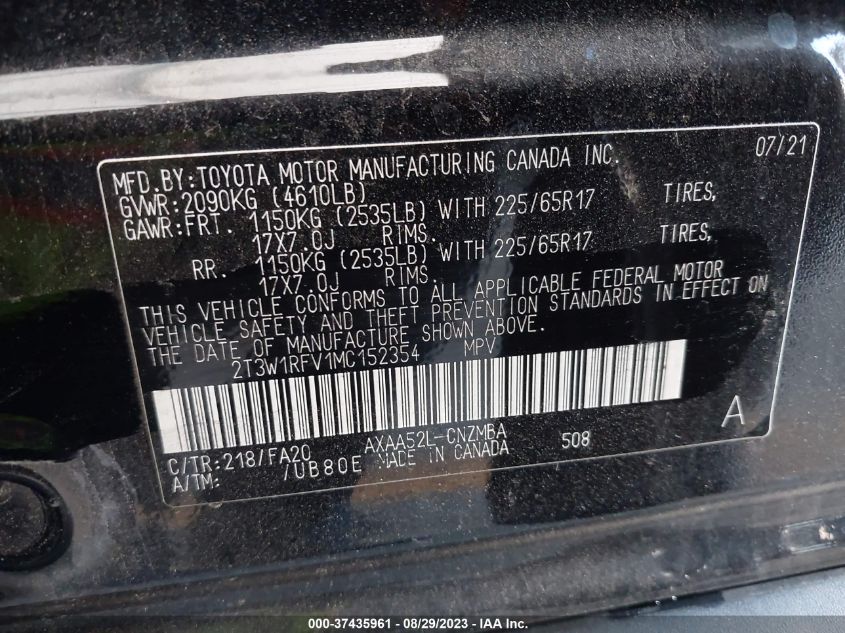 MFD.BY:TOYOTA MOTOR MANUFACTURING CANADA INC. 07/21
GVWR:2090KG (4610LB)
GAWR:FRT. 1150KG (2535LB) WITH 225/65R17 TIRES,
17X7.0J RIMS.
RR. 1150KG (2535LB) WITH 225/65R17 TIRES,
17X7.0J RIMS.
THIS VEHICLE CONFORMS TO ALL APPLICABLE FEDERAL MOTOR
VEHICLE SAFETY AND THEFT PREVENTION STANDARDS IN EFFECT ON
THE DATE OF MANUFACTURE SHOWN ABOVE.
2T3W1RFV1MC152354 MPV
A
C/TR:218/FA20 AXAA52L-CNZMBA 508
A/TM: /UB80E MADE IN CANADA
000-37435961 - 08/29/2023 - IAA Inc.